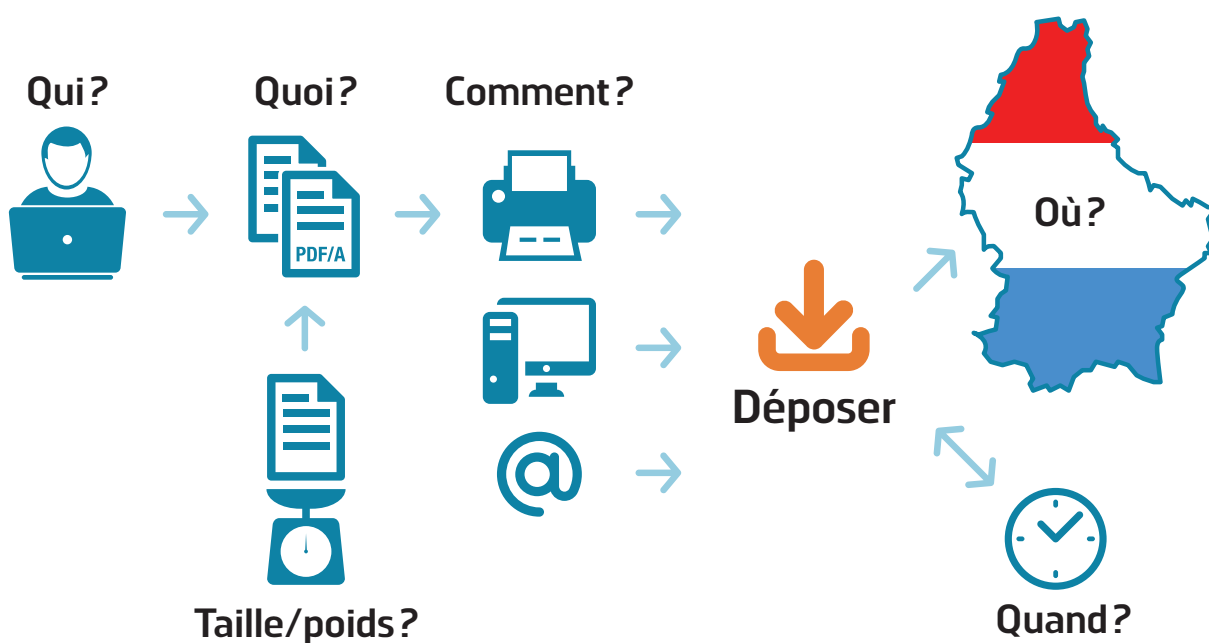 Qui?
Quoi?
Comment?
Où?
PDF/A
Déposer
Taille/poids?
Quand?